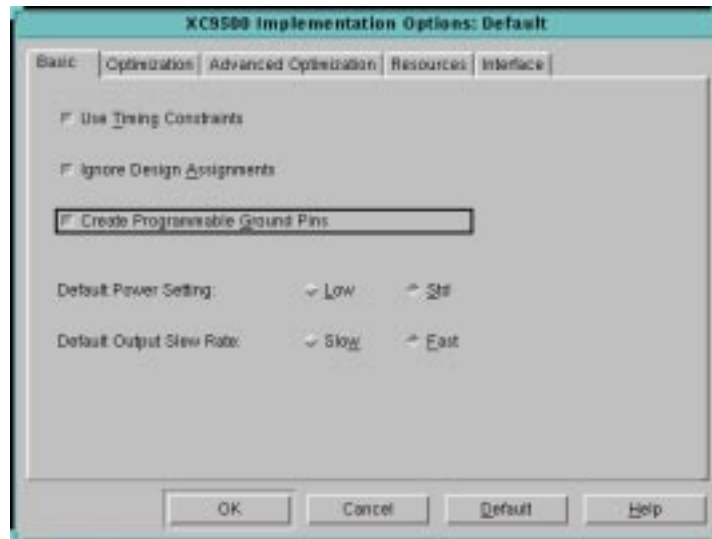 XC9500 Implementation Options: Default
Basic Optimization Advanced Optimization Resources Interface
Use Timing Constraints
Ignore Design Assignments
Create Programmable Ground Pins
Default Power Setting: Low Std
Default Output Slew Rate: Slow Fast
OK Cancel Default Help